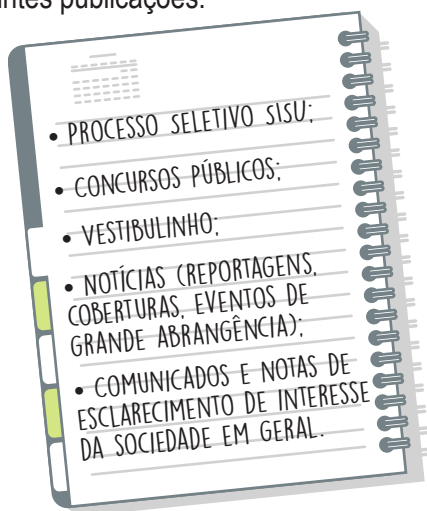 publicações:
• PROCESSO SELETIVO SISU;
• CONCURSOS PÚBLICOS;
• VESTIBULINHO;
• NOTÍCIAS (REPORTAGENS,
COBERTURAS, EVENTOS DE
GRANDE ABRANGÊNCIA);
• COMUNICADOS E NOTAS DE
ESCLARECIMENTO DE INTERESSE
DA SOCIEDADE EM GERAL.